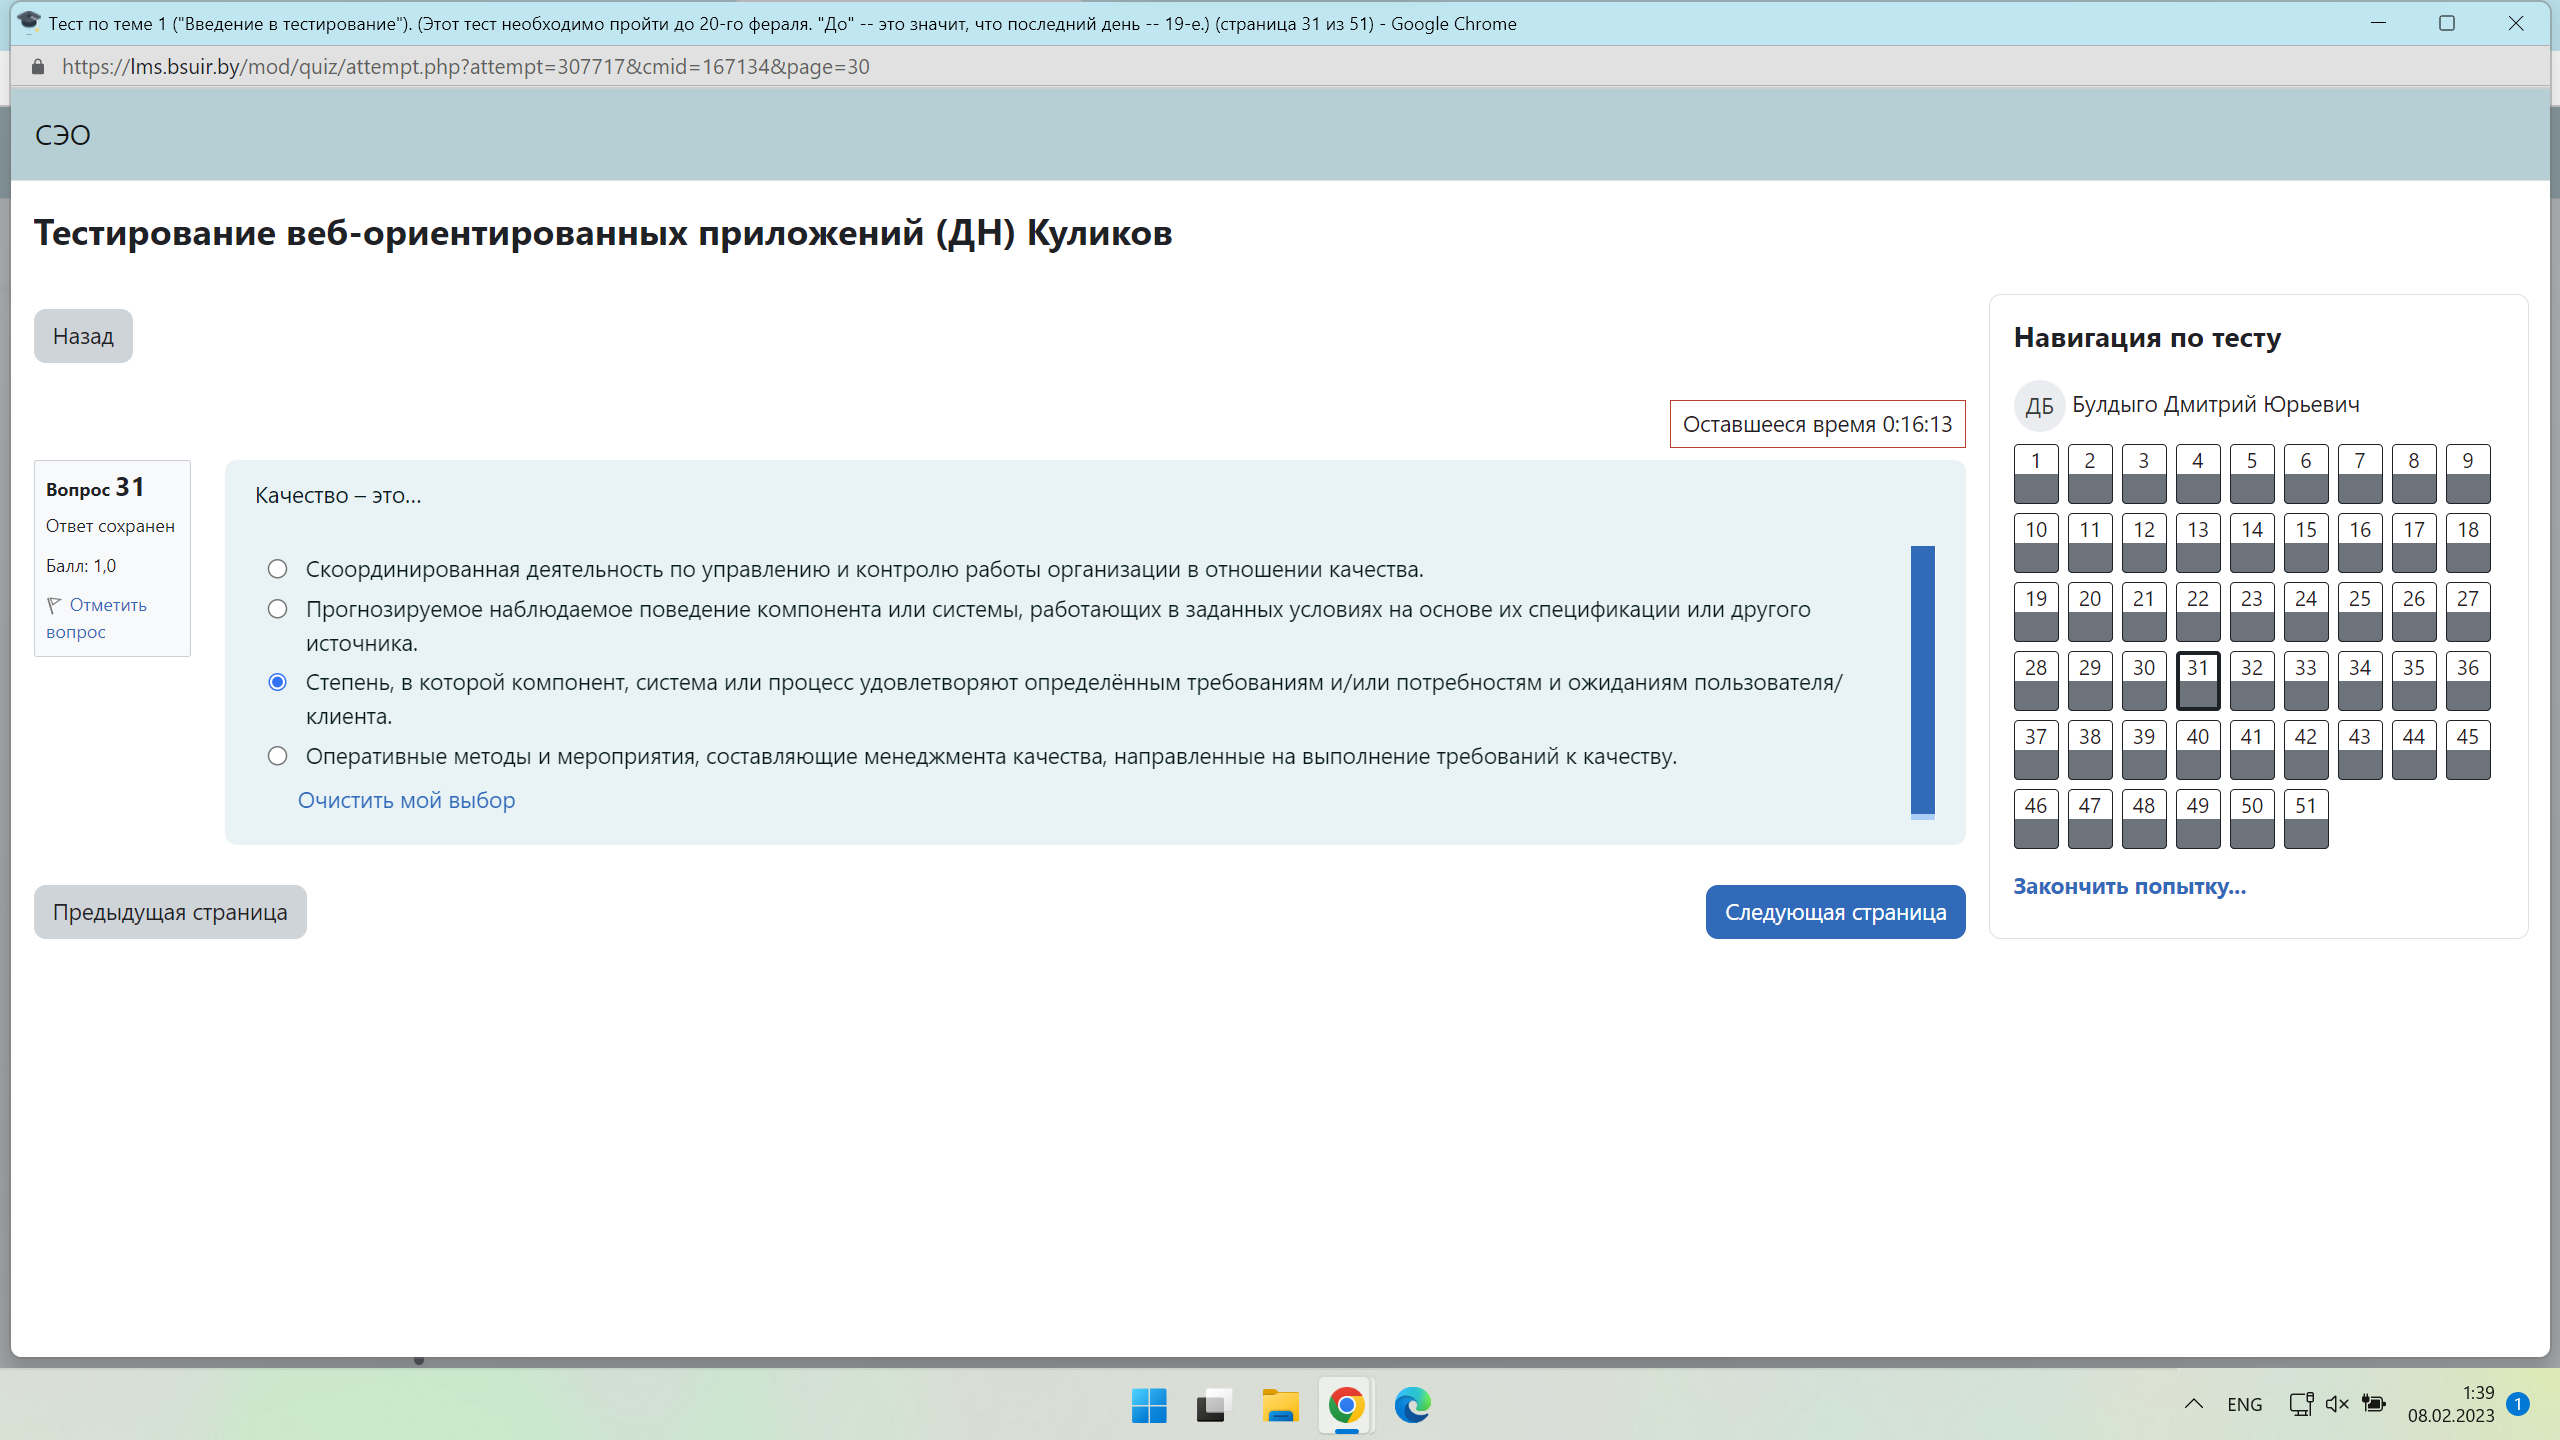 Тест по теме 1 ("Введение в тестирование"). (Этот тест необходимо пройти до 20-го фераля. "До" -- это значит, что последний день -- 19-е.) (страница 31 из 51) - Google Chrome
https://lms.bsuir.by/mod/quiz/attempt.php?attempt=307717&cmid=167134&page=30
СЭО
Тестирование веб-ориентированных приложений (ДН) Куликов
Назад
Оставшееся время 0:16:13
Вопрос 31
Ответ сохранен
Балл: 1,0
Отметить
вопрос
Качество – это...
Скоординированная деятельность по управлению и контролю работы организации в отношении качества.
Прогнозируемое наблюдаемое поведение компонента или системы, работающих в заданных условиях на основе их спецификации или другого
источника.
Степень, в которой компонент, система или процесс удовлетворяют определённым требованиям и/или потребностям и ожиданиям пользователя/
клиента.
Оперативные методы и мероприятия, составляющие менеджмента качества, направленные на выполнение требований к качеству.
Очистить мой выбор
Предыдущая страница
Следующая страница
Навигация по тесту
ДБ Булдыго Дмитрий Юрьевич
1 2 3 4 5 6 7 8 9
10 11 12 13 14 15 16 17 18
19 20 21 22 23 24 25 26 27
28 29 30 31 32 33 34 35 36
37 38 39 40 41 42 43 44 45
46 47 48 49 50 51
Закончить попытку...
ENG
1:39
08.02.2023
1